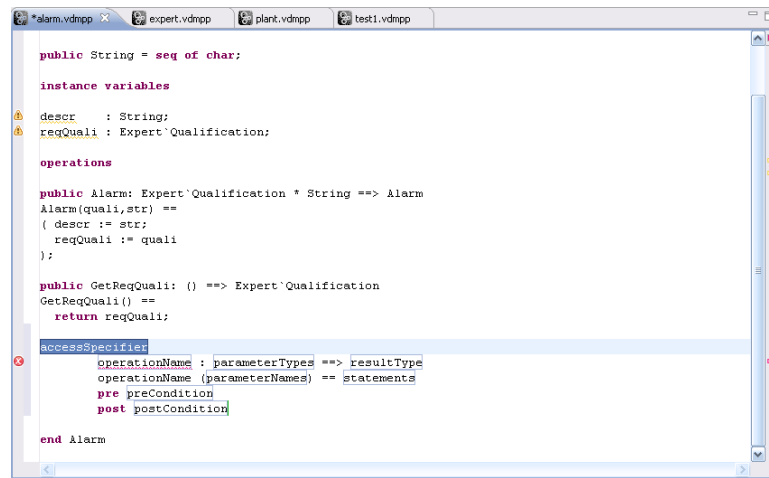 *alarm.vdmpp expert.vdmpp plant.vdmpp test1.vdmpp
public String = seq of char;
instance variables
descr : String;
reqQuali : Expert`Qualification;
operations
public Alarm: Expert`Qualification * String ==> Alarm
Alarm(quali,str) ==
( descr := str;
reqQuali := quali
);
public GetReqQuali: () ==> Expert`Qualification
GetReqQuali() ==
return reqQuali;
accessSpecifier
operationName : parameterTypes ==> resultType
operationName (parameterNames) == statements
pre preCondition
post postCondition
end Alarm